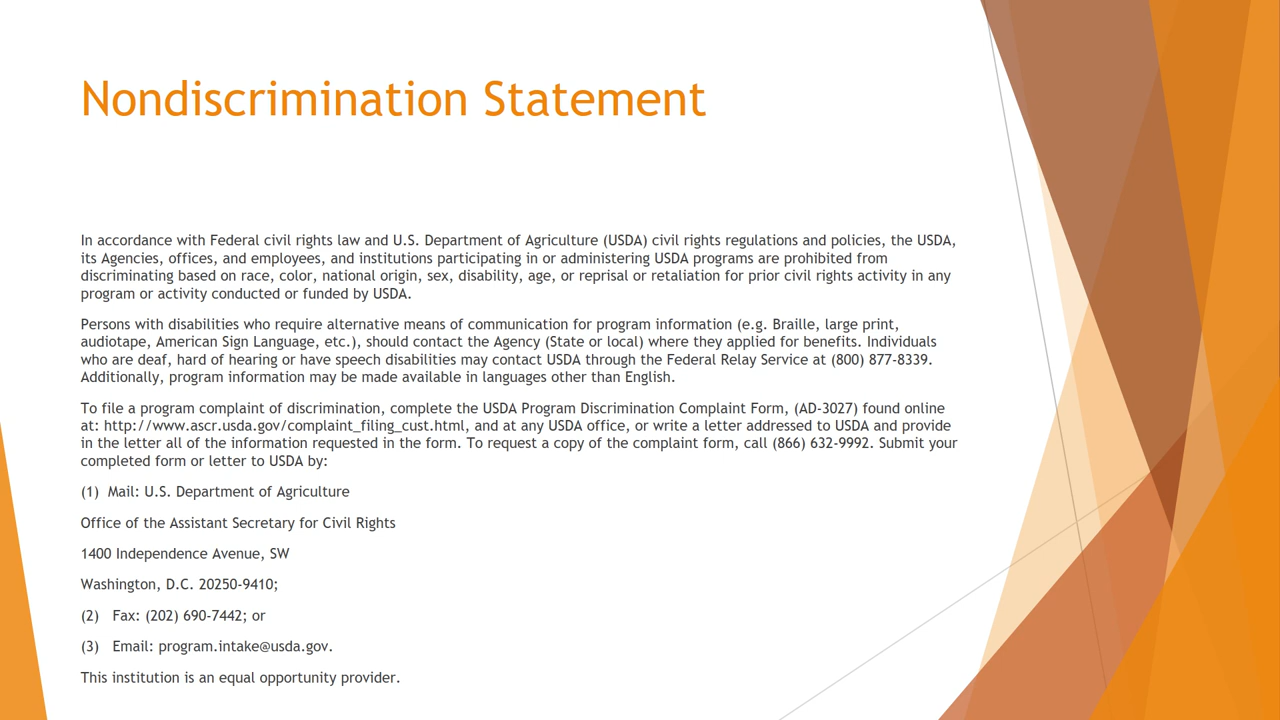 Nondiscrimination Statement
In accordance with Federal civil rights law and U.S. Department of Agriculture (USDA) civil rights regulations and policies, the USDA,
its Agencies, offices, and employees, and institutions participating in or administering USDA programs are prohibited from
discriminating based on race, color, national origin, sex, disability, age, or reprisal or retaliation for prior civil rights activity in any
program or activity conducted or funded by USDA.
Persons with disabilities who require alternative means of communication for program information (e.g. Braille, large print,
audiotape, American Sign Language, etc.), should contact the Agency (State or local) where they applied for benefits. Individuals
who are deaf, hard of hearing or have speech disabilities may contact USDA through the Federal Relay Service at (800) 877-8339.
Additionally, program information may be made available in languages other than English.
To file a program complaint of discrimination, complete the USDA Program Discrimination Complaint Form, (AD-3027) found online
at: http://www.ascr.usda.gov/complaint_filing_cust.html, and at any USDA office, or write a letter addressed to USDA and provide
in the letter all of the information requested in the form. To request a copy of the complaint form, call (866) 632-9992. Submit your
completed form or letter to USDA by:
(1) Mail: U.S. Department of Agriculture
Office of the Assistant Secretary for Civil Rights
1400 Independence Avenue, SW
Washington, D.C. 20250-9410;
(2) Fax: (202) 690-7442; or
(3) Email: program.intake@usda.gov.
This institution is an equal opportunity provider.